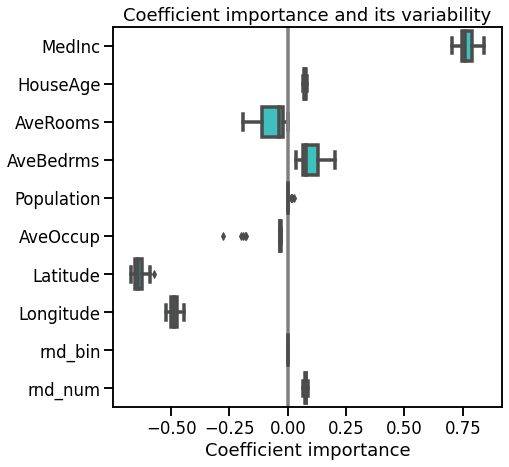 Coefficient importance and its variability
MedInc
HouseAge
AveRooms
AveBedrms
Population
AveOccup
Latitude
Longitude
rnd_bin
rnd_num
−0.50 −0.25 0.00 0.25 0.50 0.75
Coefficient importance